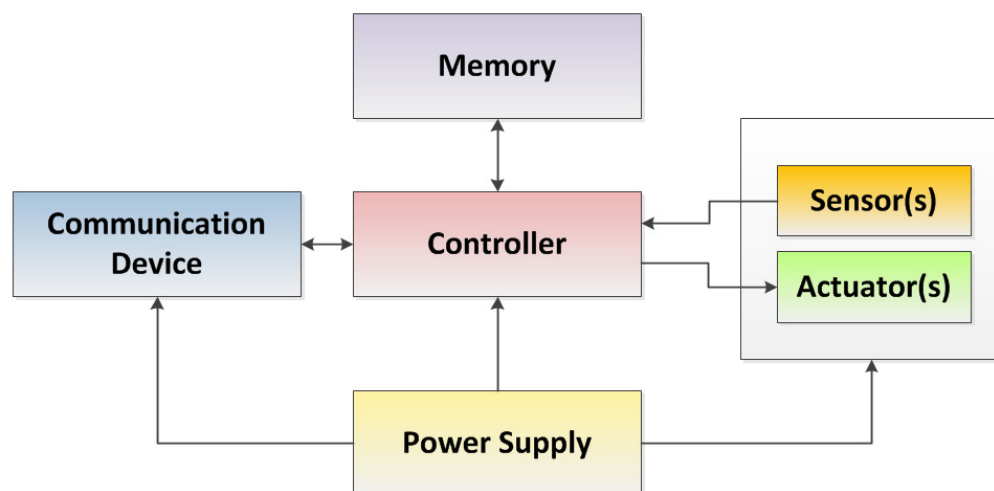 Memory
Communication
Device
Controller
Sensor(s)
Actuator(s)
Power Supply